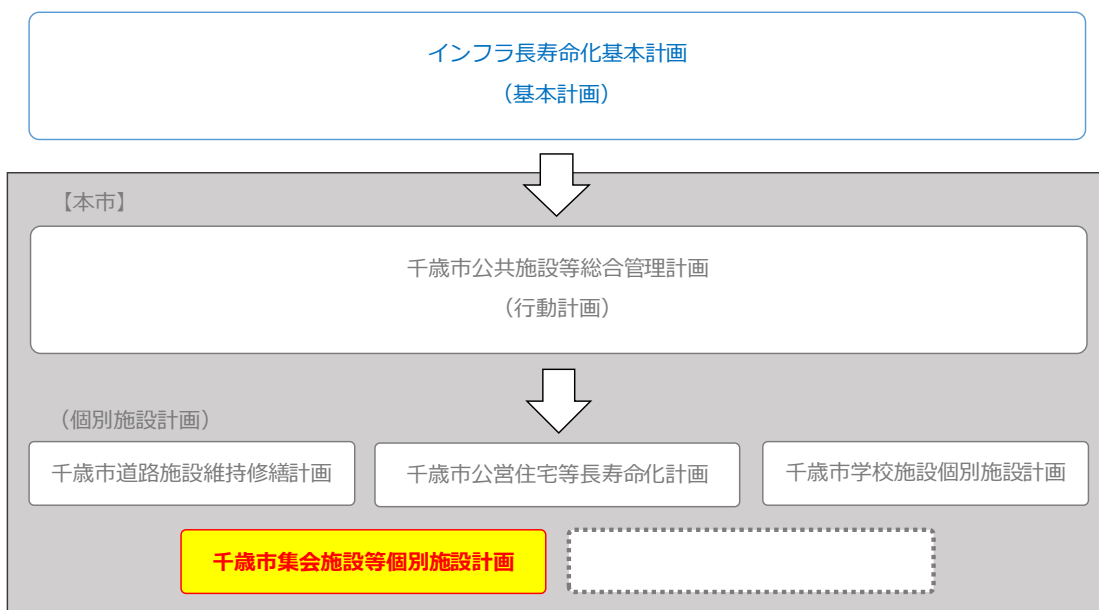 インフラ長寿命化基本計画
（基本計画）
【本市】
千歳市公共施設等総合管理計画
（行動計画）
（個別施設計画）
千歳市道路施設維持修繕計画
千歳市公営住宅等長寿命化計画
千歳市学校施設個別施設計画
千歳市集会施設等個別施設計画